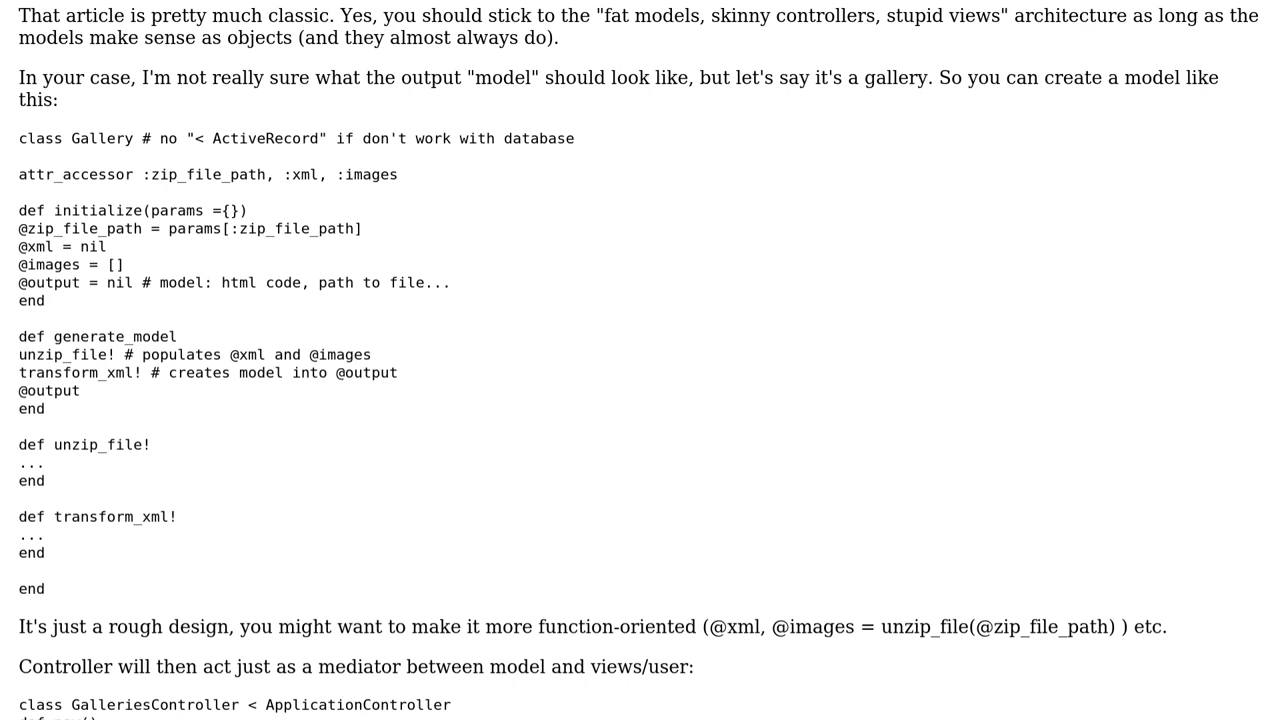 That article is pretty much classic. Yes, you should stick to the "fat models, skinny controllers, stupid views" architecture as long as the
models make sense as objects (and they almost always do).
In your case, I'm not really sure what the output "model" should look like, but let's say it's a gallery. So you can create a model like
this:
class Gallery # no "< ActiveRecord" if don't work with database
attr_accessor :zip_file_path, :xml, :images
def initialize(params ={})
@zip_file_path = params[:zip_file_path]
@xml = nil
@images = []
@output = nil # model: html code, path to file...
end
def generate_model
unzip_file! # populates @xml and @images
transform_xml! # creates model into @output
@output
end
def unzip_file!
...
end
def transform_xml!
...
end
end
It's just a rough design, you might want to make it more function-oriented (@xml, @images = unzip_file(@zip_file_path) ) etc.
Controller will then act just as a mediator between model and views/user:
class GalleriesController < ApplicationController